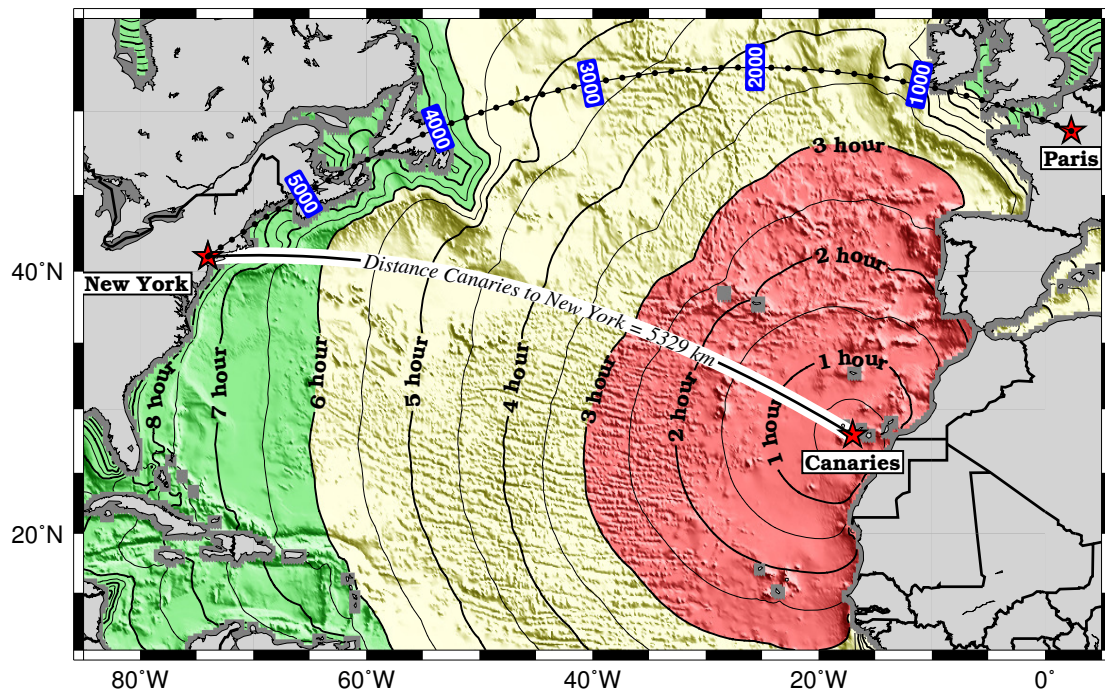 2000
3000
1000
4000
Paris
3 hour
5000
2 hour
40°N
New York
Distance Canaries to New York = 5329 km
1 hour
8 hour
7 hour
6 hour
5 hour
4 hour
3 hour
2 hour
1 hour
Canaries
20°N
80°W
60°W
40°W
20°W
0°